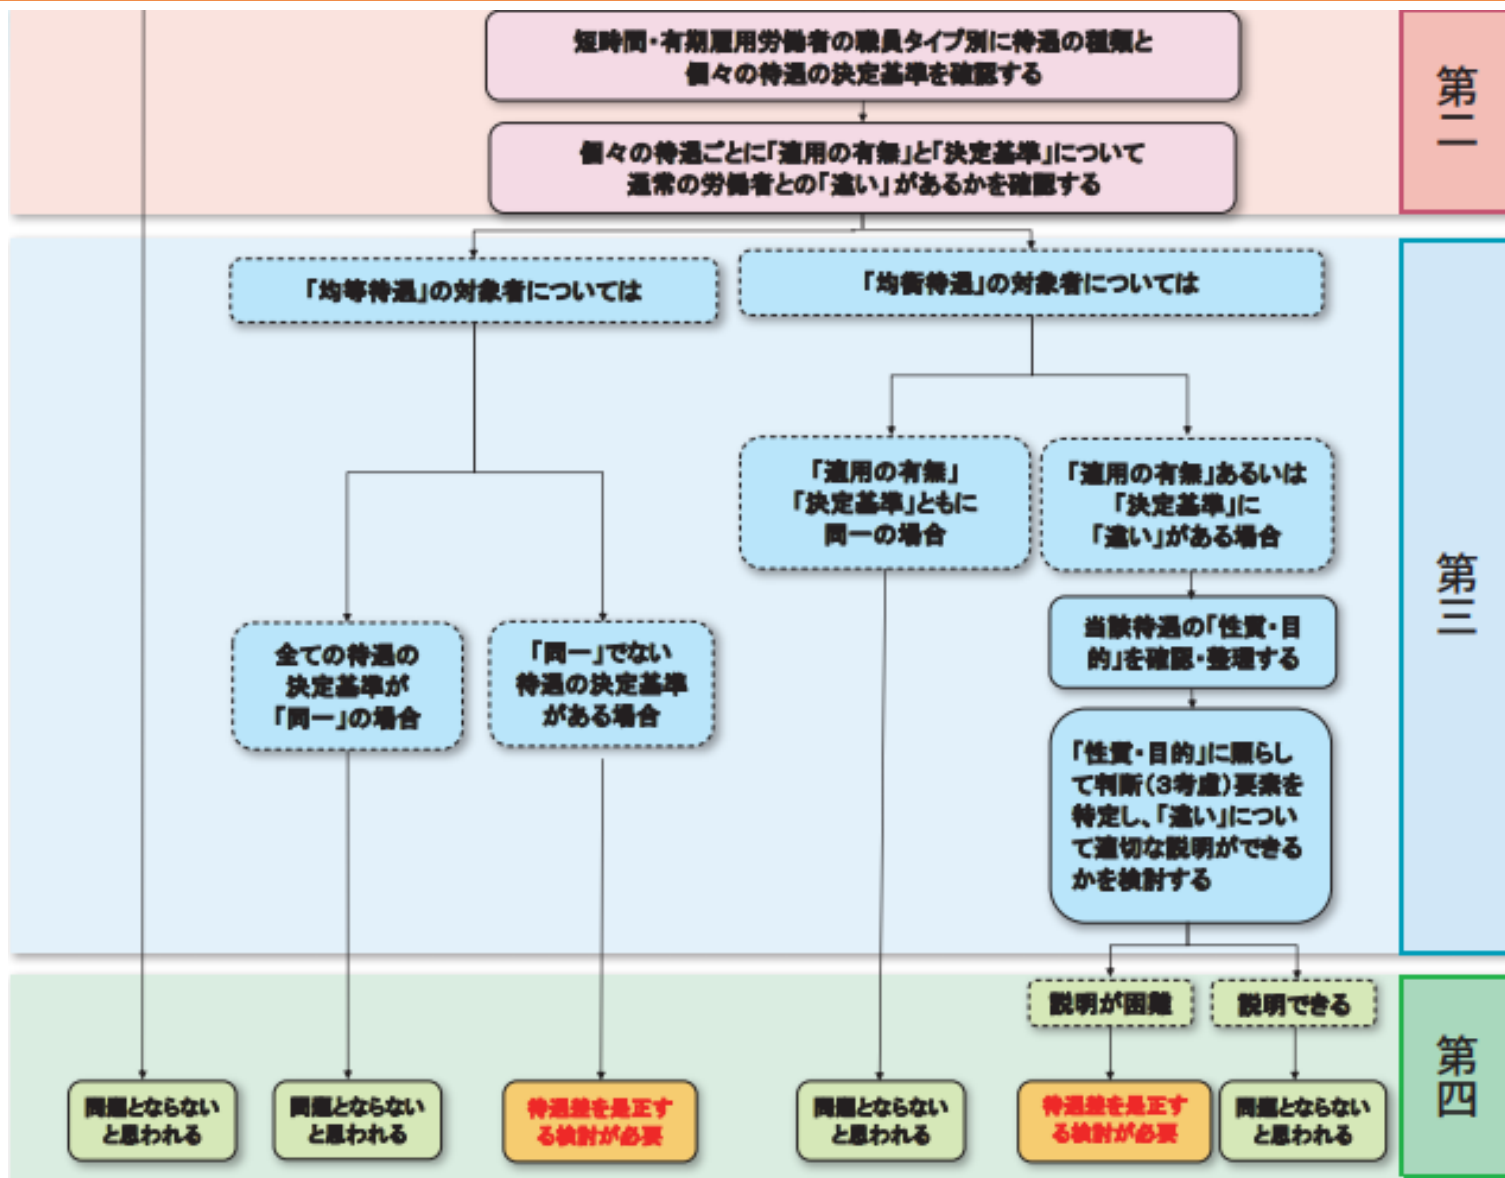 短時間・有期雇用労働者の職員タイプ別に待遇の種類と
個々の待遇の決定基準を確認する
個々の待遇ごとに「適用の有無」と「決定基準」について
通常の労働者との「違い」があるかを確認する
第二
「均等待遇」の対象者については
「均衡待遇」の対象者については
「適用の有無」
「決定基準」ともに
同一の場合
「適用の有無」あるいは
「決定基準」に
「違い」がある場合
当該待遇の「性質・目
的」を確認・整理する
全ての待遇の
決定基準が
「同一」の場合
「同一」でない
待遇の決定基準
がある場合
「性質・目的」に照らし
て判断(3考慮)要素を
特定し、「違い」につい
て適切な説明ができる
かを検討する
第三
説明が困難
説明できる
問題とならない
と思われる
問題とならない
と思われる
待遇差を是正す
る検討が必要
問題とならない
と思われる
待遇差を是正す
る検討が必要
問題とならない
と思われる
第四